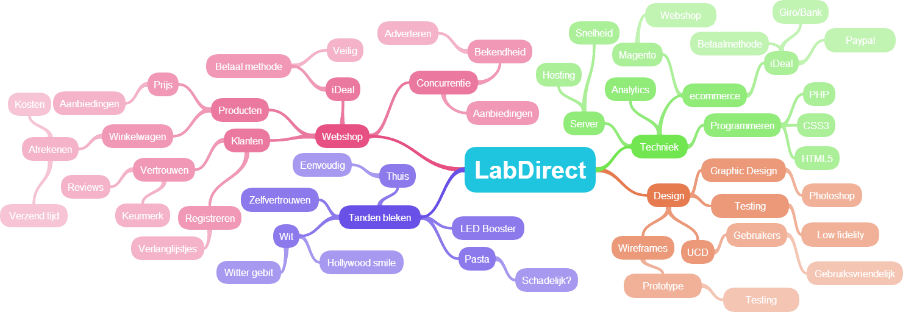 LabDirect
Webshop
Concurrentie
Bekendheid
Adverteren
Aanbiedingen
iDeal
Betaal methode
Veilig
Producten
Prijs
Aanbiedingen
Winkelwagen
Afrekenen
Kosten
Verzend tijd
Klanten
Vertrouwen
Reviews
Keurmerk
Registreren
Verlanglijstjes
Tanden bleken
Thuis
Eenvoudig
Zelfvertrouwen
Wit
Witter gebit
Hollywood smile
LED Booster
Pasta
Schadelijk?
Techniek
Server
Hosting
Snelheid
Analytics
ecommerce
Magento
Webshop
iDeal
Giro/Bank
Betaalmethode
Paypal
Programmeren
PHP
CSS3
HTML5
Design
Graphic Design
Photoshop
Testing
Low fidelity
UCD
Gebruikers
Gebruiksvriendelijk
Wireframes
Prototype
Testing